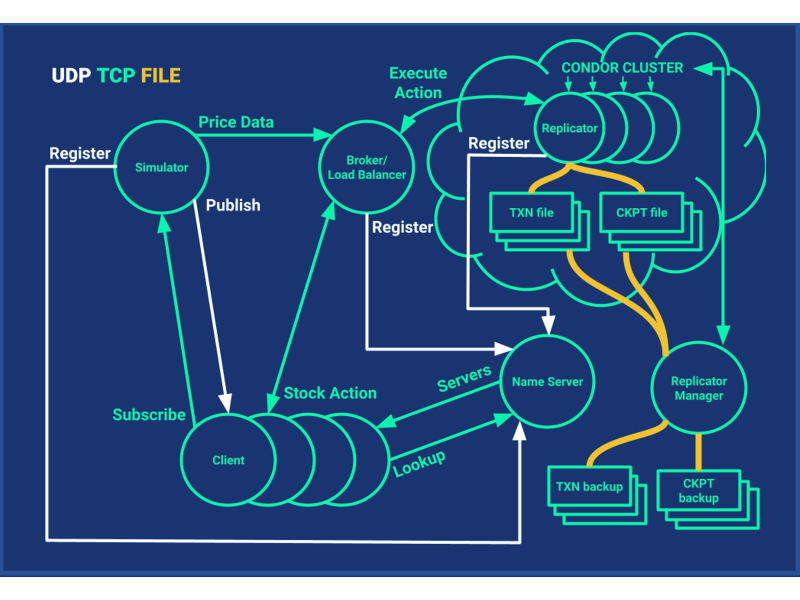 UDP TCP FILE
Execute
Action
CONDOR CLUSTER
Price Data
Register
Simulator
Broker/
Load Balancer
Register
Replicator
Publish
Register
TXN file
CKPT file
Servers
Name Server
Replicator
Manager
Stock Action
Subscribe
Client
Lookup
TXN backup
CKPT
backup